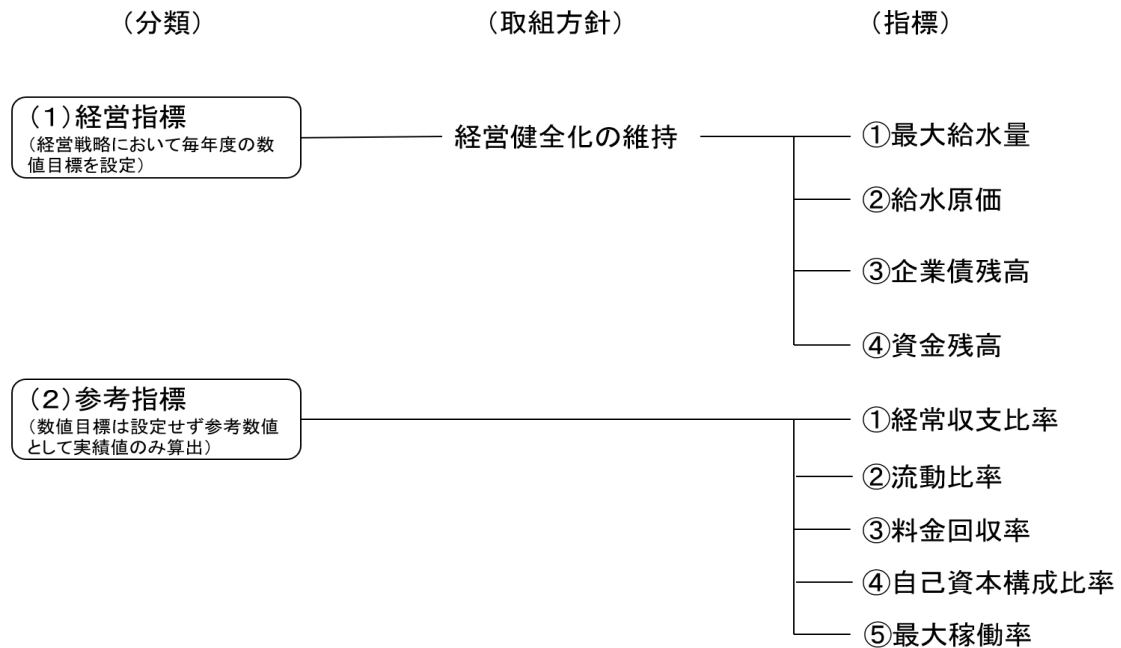 （分類）
（取組方針）
（指標）
（１）経営指標
（経営戦略において毎年度の数
値目標を設定）
経営健全化の維持
①最大給水量
②給水原価
③企業債残高
④資金残高
（２）参考指標
（数値目標は設定せず参考数値
として実績値のみ算出）
①経常収支比率
②流動比率
③料金回収率
④自己資本構成比率
⑤最大稼働率